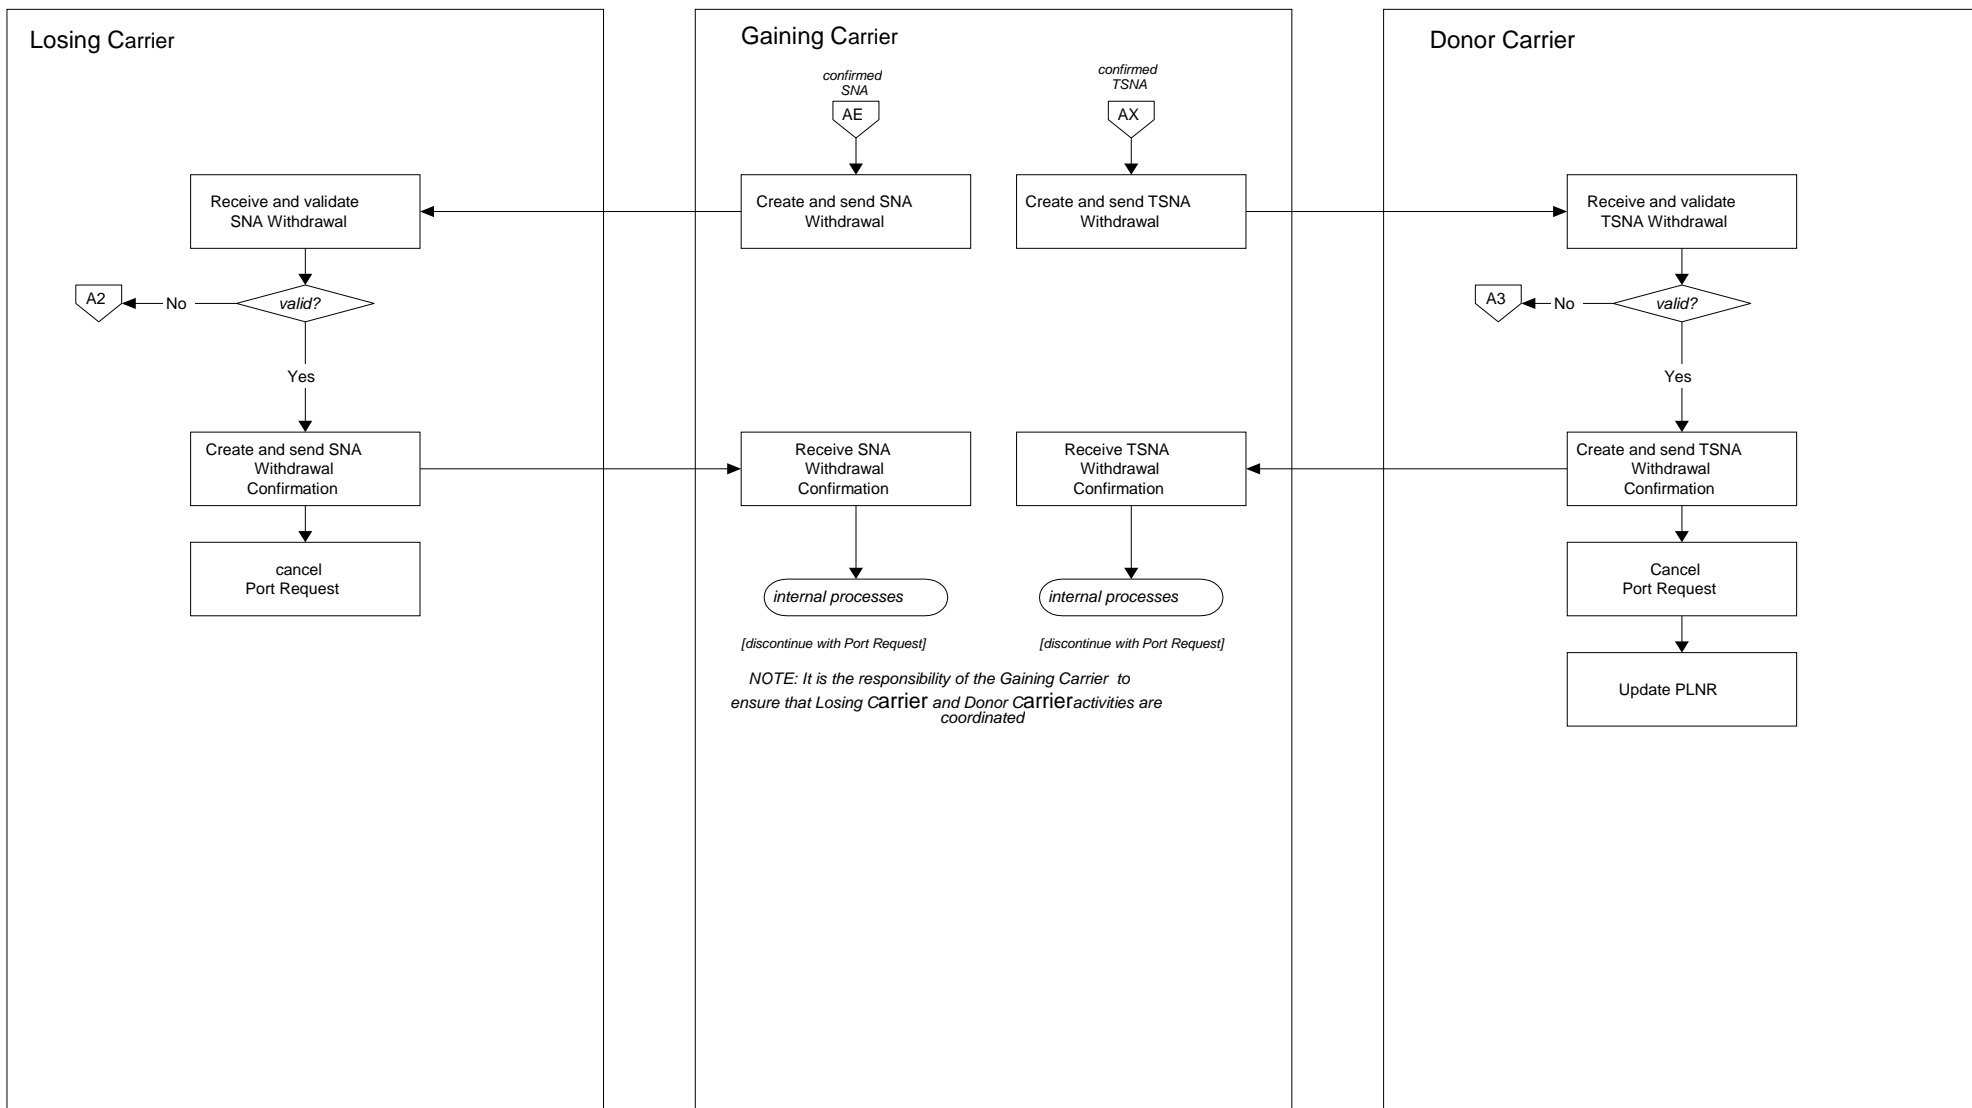 Losing Carrier
Gaining Carrier
Donor Carrier
confirmed
SNA
AE
confirmed
TSNA
AX
Receive and validate
SNA Withdrawal
Create and send SNA
Withdrawal
Create and send TSNA
Withdrawal
Receive and validate
TSNA Withdrawal
A2
No
valid?
A3
No
valid?
Yes
Yes
Create and send SNA
Withdrawal
Confirmation
Receive SNA
Withdrawal
Confirmation
Receive TSNA
Withdrawal
Confirmation
Create and send TSNA
Withdrawal
Confirmation
cancel
Port Request
internal processes
internal processes
Cancel
Port Request
[discontinue with Port Request]
[discontinue with Port Request]
NOTE: It is the responsibility of the Gaining Carrier to
ensure that Losing Carrier and Donor Carrier activities are
coordinated
Update PLNR